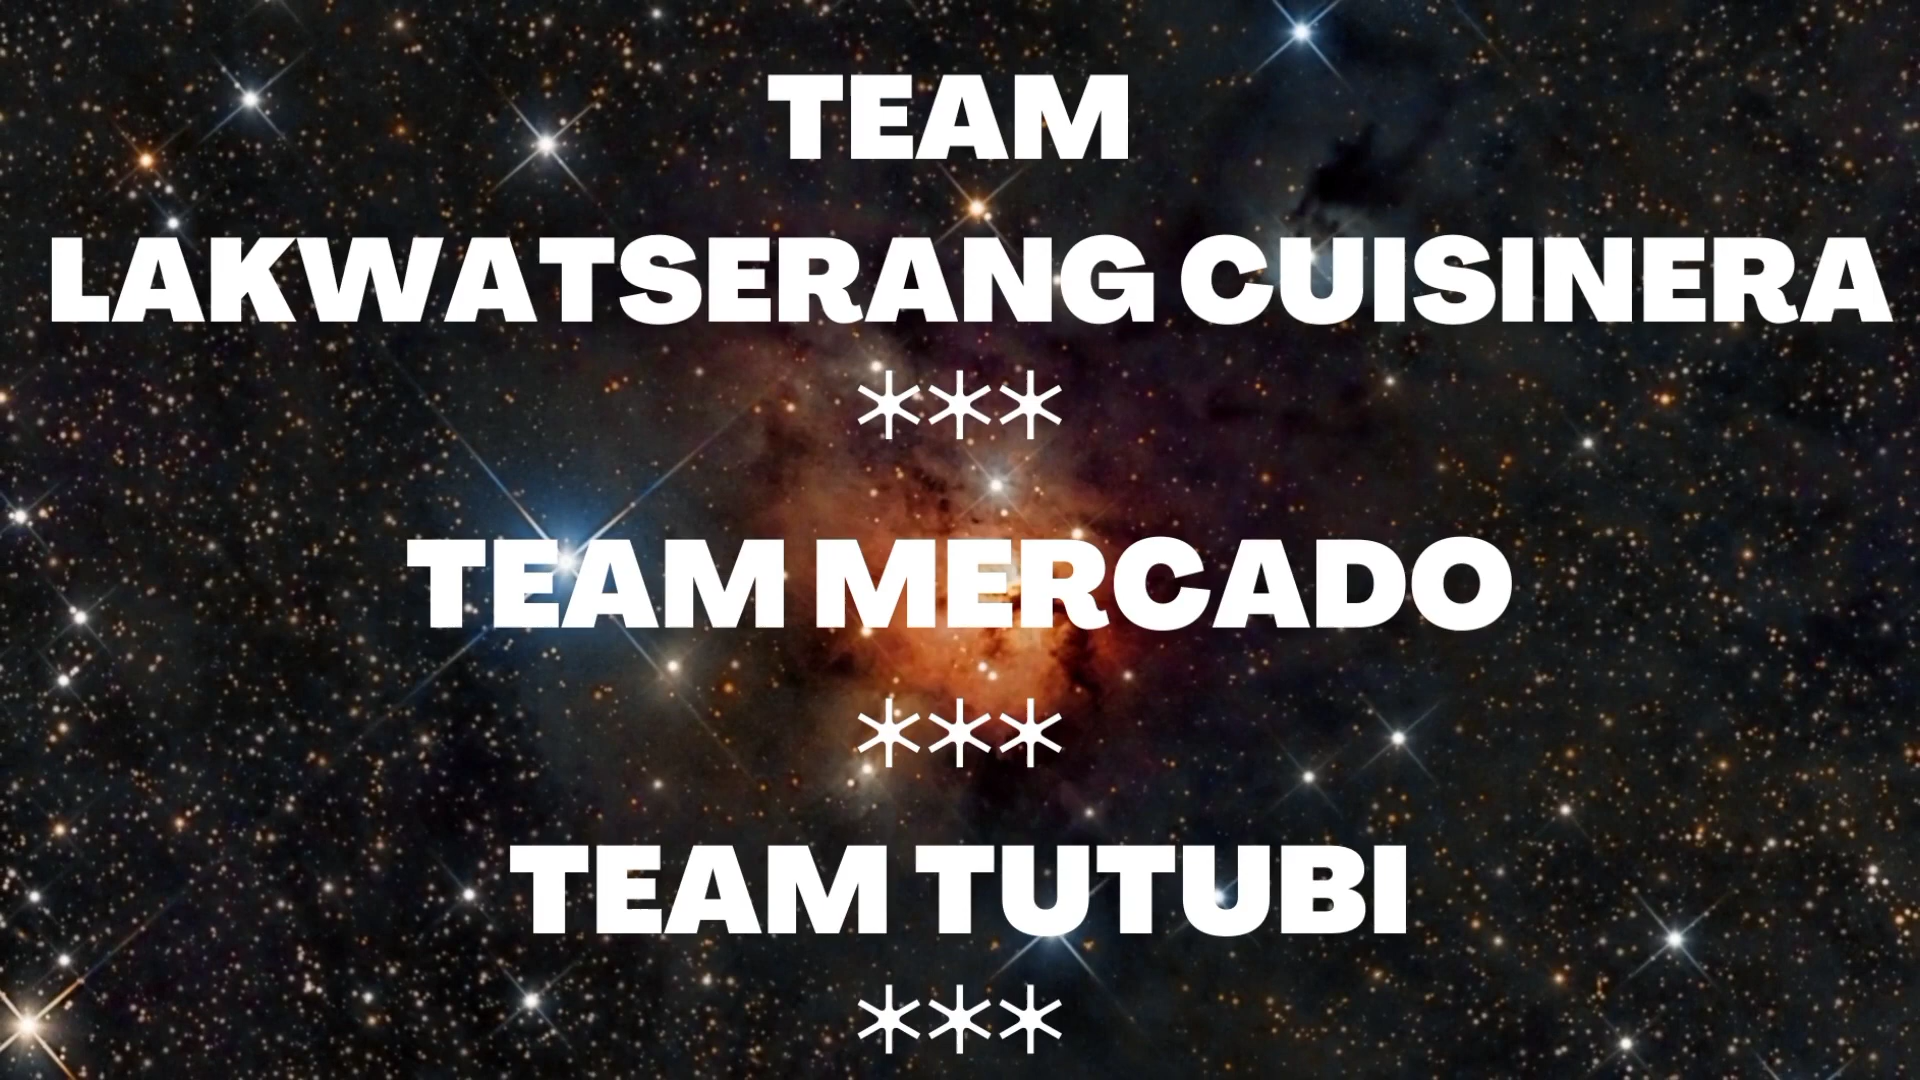 TEAM
LAKWATSERANG CUISINERA
***
TEAM MERCADO
***
TEAM TUTUBI
***